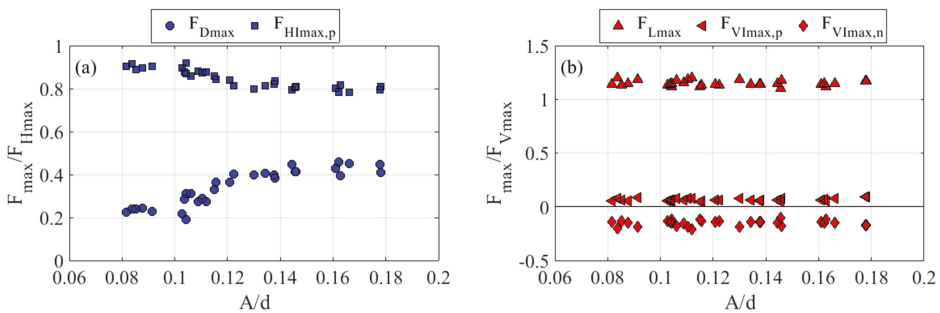 F_Dmax F_HImax,p
(a)
F_max/F_Hmax
1
0.8
0.6
0.4
0.2
0
0.06 0.08 0.1 0.12 0.14 0.16 0.18 0.2
A/d
F_Lmax F_VImax,p F_VImax,n
(b)
F_max/F_Vmax
1.5
1
0.5
0
-0.5
0.06 0.08 0.1 0.12 0.14 0.16 0.18 0.2
A/d